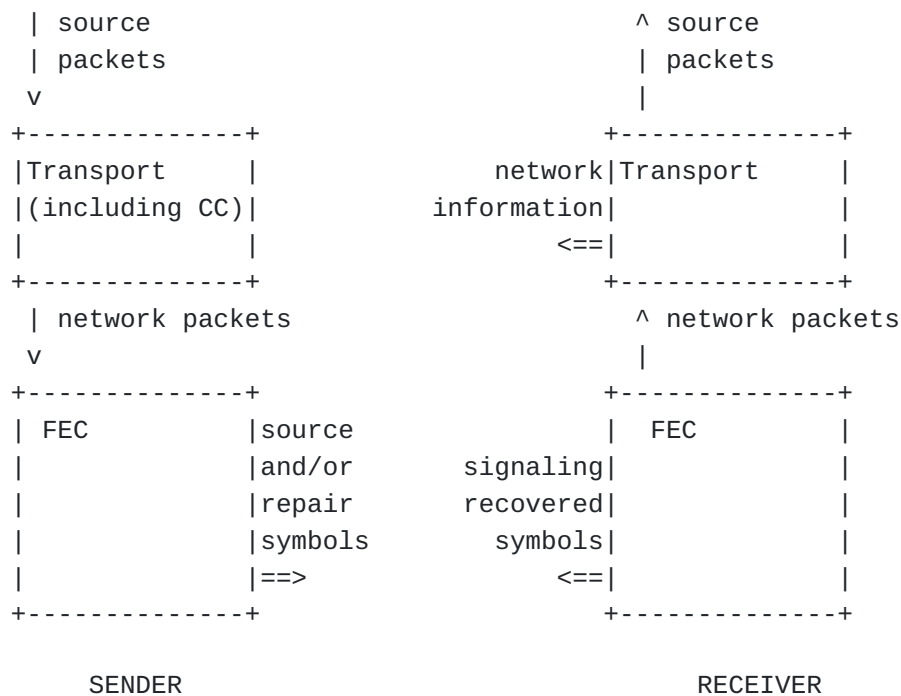 | source                                ^ source
 | packets                               | packets
 v                                       |
+--------------+                       +--------------+
|Transport     |                network|Transport     |
|(including CC)|            information|              |
|              |                    <==|              |
+--------------+                       +--------------+
 | network packets                       ^ network packets
 v                                       |
+--------------+                       +--------------+
| FEC          |source                 |  FEC         |
|              |and/or        signaling|              |
|              |repair        recovered|              |
|              |symbols         symbols|              |
|              |==>                 <==|              |
+--------------+                       +--------------+
     SENDER                                  RECEIVER